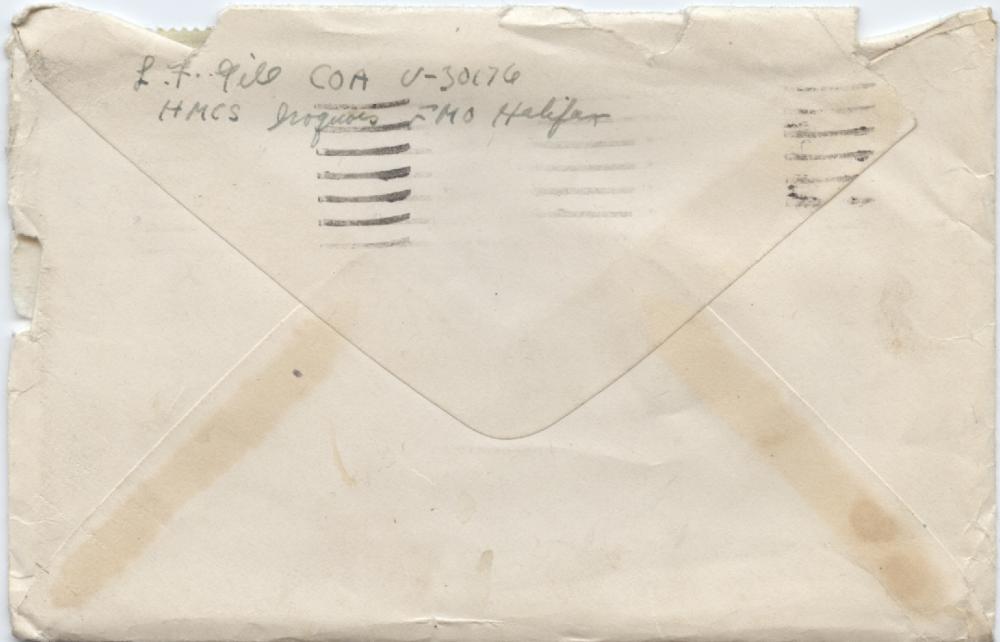 L. F. Gill COA V-30176
HMCS Iroquois FMO Halifax